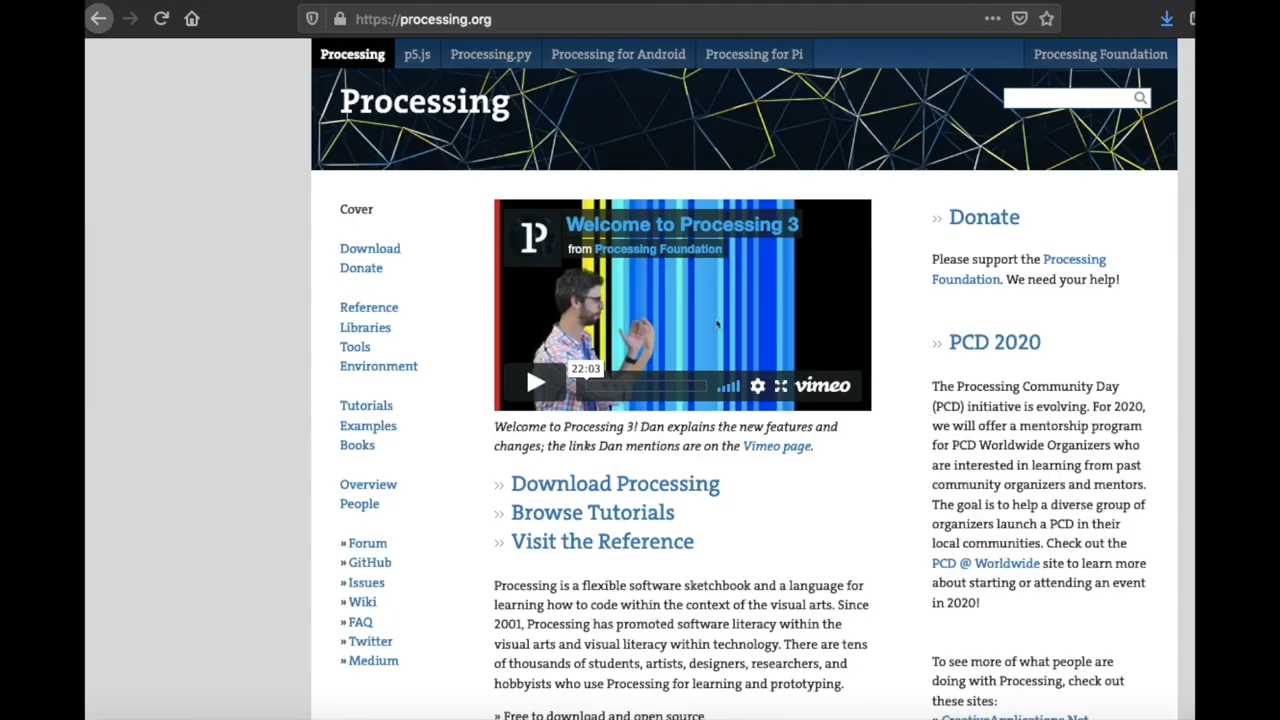 https://processing.org
Processing
p5.js
Processing.py
Processing for Android
Processing for Pi
Processing Foundation
Processing
Cover
Download
Donate
Reference
Libraries
Tools
Environment
Tutorials
Examples
Books
Overview
People
» Forum
» GitHub
» Issues
» Wiki
» FAQ
» Twitter
» Medium
P
Welcome to Processing 3
from Processing Foundation
22:03
vimeo
Welcome to Processing 3! Dan explains the new features and
changes; the links Dan mentions are on the Vimeo page.
» Download Processing
» Browse Tutorials
» Visit the Reference
Processing is a flexible software sketchbook and a language for
learning how to code within the context of the visual arts. Since
2001, Processing has promoted software literacy within the
visual arts and visual literacy within technology. There are tens
of thousands of students, artists, designers, researchers, and
hobbyists who use Processing for learning and prototyping.
» Free to download and open source
» Donate
Please support the Processing
Foundation. We need your help!
» PCD 2020
The Processing Community Day
(PCD) initiative is evolving. For 2020,
we will offer a mentorship program
for PCD Worldwide Organizers who
are interested in learning from past
community organizers and mentors.
The goal is to help a diverse group of
organizers launch a PCD in their
local communities. Check out the
PCD @ Worldwide site to learn more
about starting or attending an event
in 2020!
To see more of what people are
doing with Processing, check out
these sites:
» CreativeApplications.Net